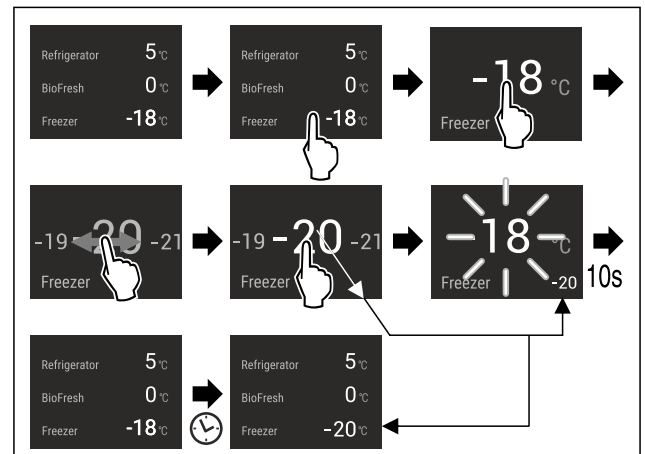 Refrigerator 5 °C
BioFresh 0 °C
Freezer -18 °C
Refrigerator 5 °C
BioFresh 0 °C
Freezer -18 °C
-18 °C
Freezer
-19 -20 -21
Freezer
-19 -20 -21
Freezer
-18 °C
Freezer -20
10s
Refrigerator 5 °C
BioFresh 0 °C
Freezer -18 °C
Refrigerator 5 °C
BioFresh 0 °C
Freezer -20 °C